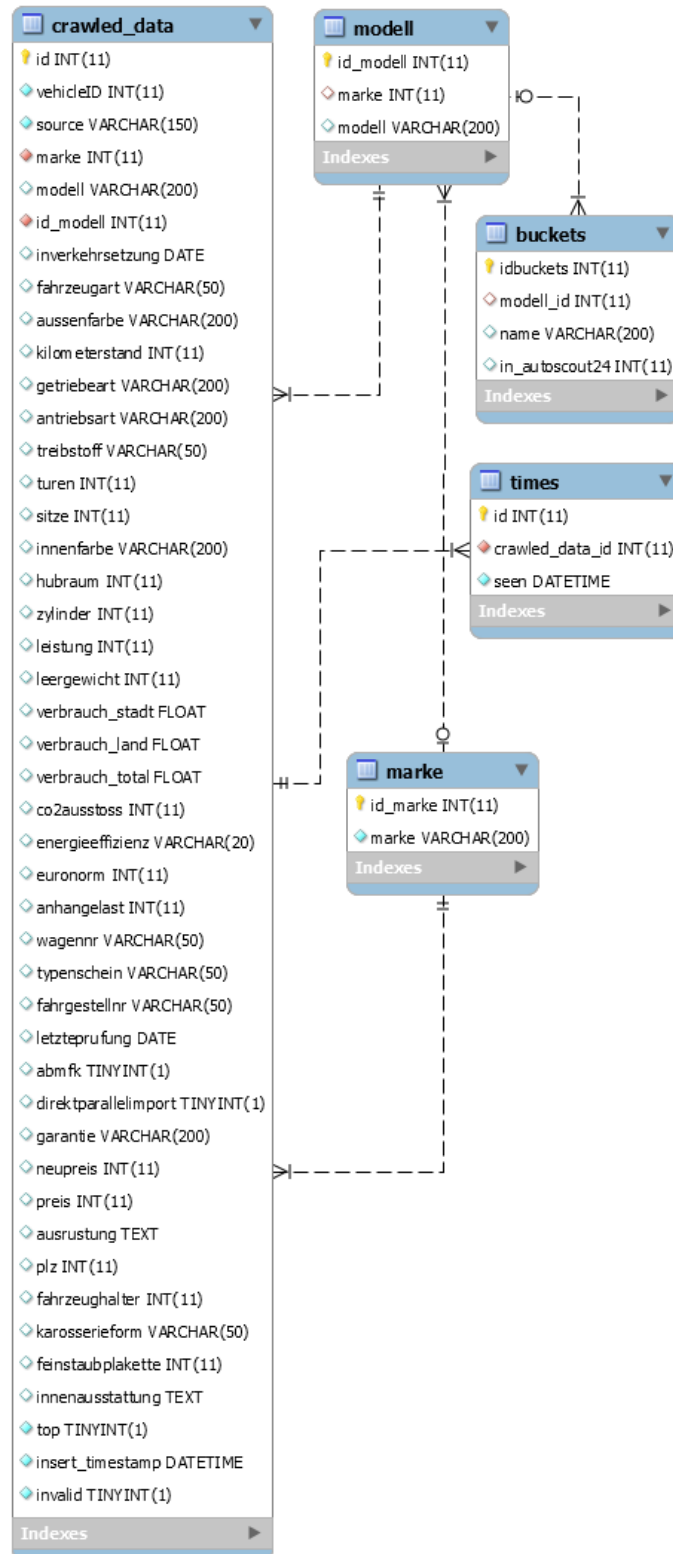 crawled_data
id INT(11)
vehicleID INT(11)
source VARCHAR(150)
marke INT(11)
modell VARCHAR(200)
id_modell INT(11)
inverkehrsetzung DATE
fahrzeugart VARCHAR(50)
aussenfarbe VARCHAR(200)
kilometerstand INT(11)
getriebeart VARCHAR(200)
antriebsart VARCHAR(200)
treibstoff VARCHAR(50)
turen INT(11)
sitze INT(11)
innenfarbe VARCHAR(200)
hubraum INT(11)
zylinder INT(11)
leistung INT(11)
leergewicht INT(11)
verbrauch_stadt FLOAT
verbrauch_land FLOAT
verbrauch_total FLOAT
co2ausstoss INT(11)
energieeffizienz VARCHAR(20)
euronorm INT(11)
anhangelast INT(11)
wagennr VARCHAR(50)
typenschein VARCHAR(50)
fahrgestellnr VARCHAR(50)
letzteprufung DATE
abmfk TINYINT(1)
direktparallelimport TINYINT(1)
garantie VARCHAR(200)
neupreis INT(11)
preis INT(11)
ausrustung TEXT
plz INT(11)
fahrzeughalter INT(11)
karosserieform VARCHAR(50)
feinstaubplakette INT(11)
innenausstattung TEXT
top TINYINT(1)
insert_timestamp DATETIME
invalid TINYINT(1)
Indexes
modell
id_modell INT(11)
marke INT(11)
modell VARCHAR(200)
Indexes
buckets
idbuckets INT(11)
modell_id INT(11)
name VARCHAR(200)
in_autoscout24 INT(11)
Indexes
times
id INT(11)
crawled_data_id INT(11)
seen DATETIME
Indexes
marke
id_marke INT(11)
marke VARCHAR(200)
Indexes